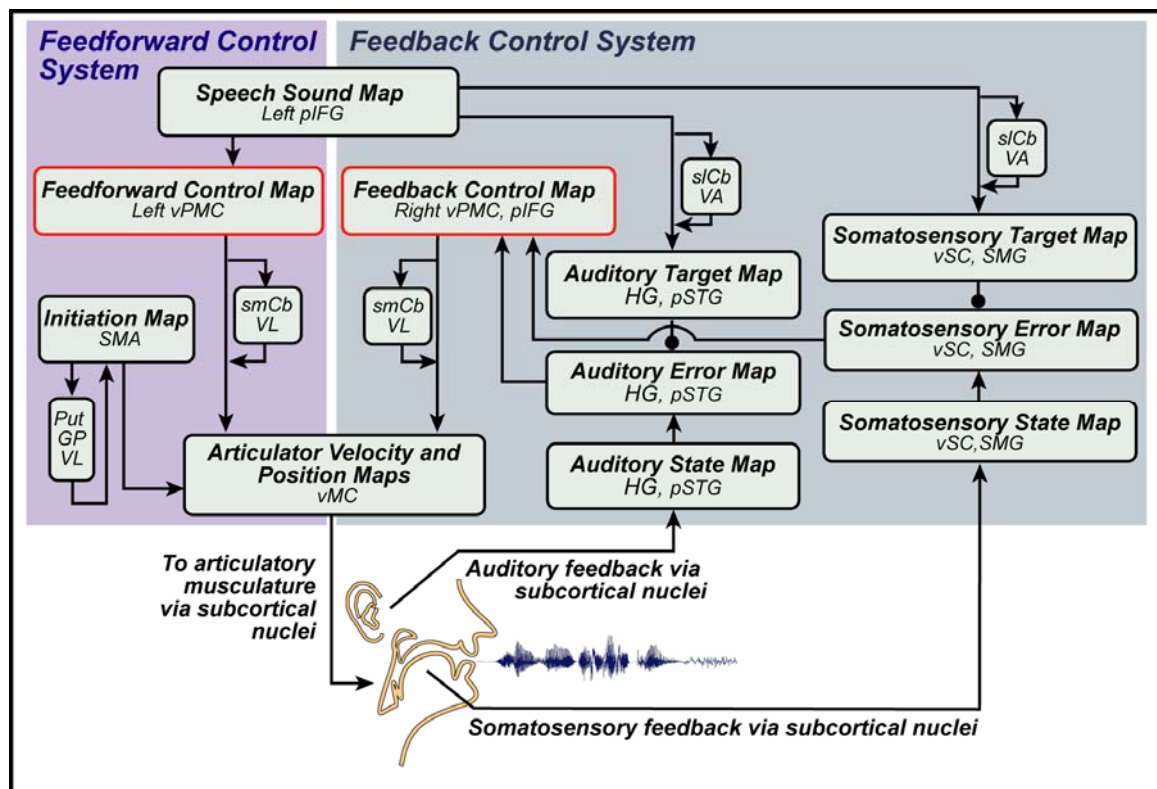 Feedforward Control
System
Feedback Control System
Speech Sound Map
Left pIFG
slCb
VA
slCb
VA
Feedforward Control Map
Left vPMC
Feedback Control Map
Right vPMC, pIFG
Somatosensory Target Map
vSC, SMG
Auditory Target Map
HG, pSTG
smCb
VL
smCb
VL
Initiation Map
SMA
Somatosensory Error Map
vSC, SMG
Auditory Error Map
HG, pSTG
Put
GP
VL
Somatosensory State Map
vSC,SMG
Articulator Velocity and
Position Maps
vMC
Auditory State Map
HG, pSTG
To articulatory
musculature
via subcortical
nuclei
Auditory feedback via
subcortical nuclei
Somatosensory feedback via subcortical nuclei